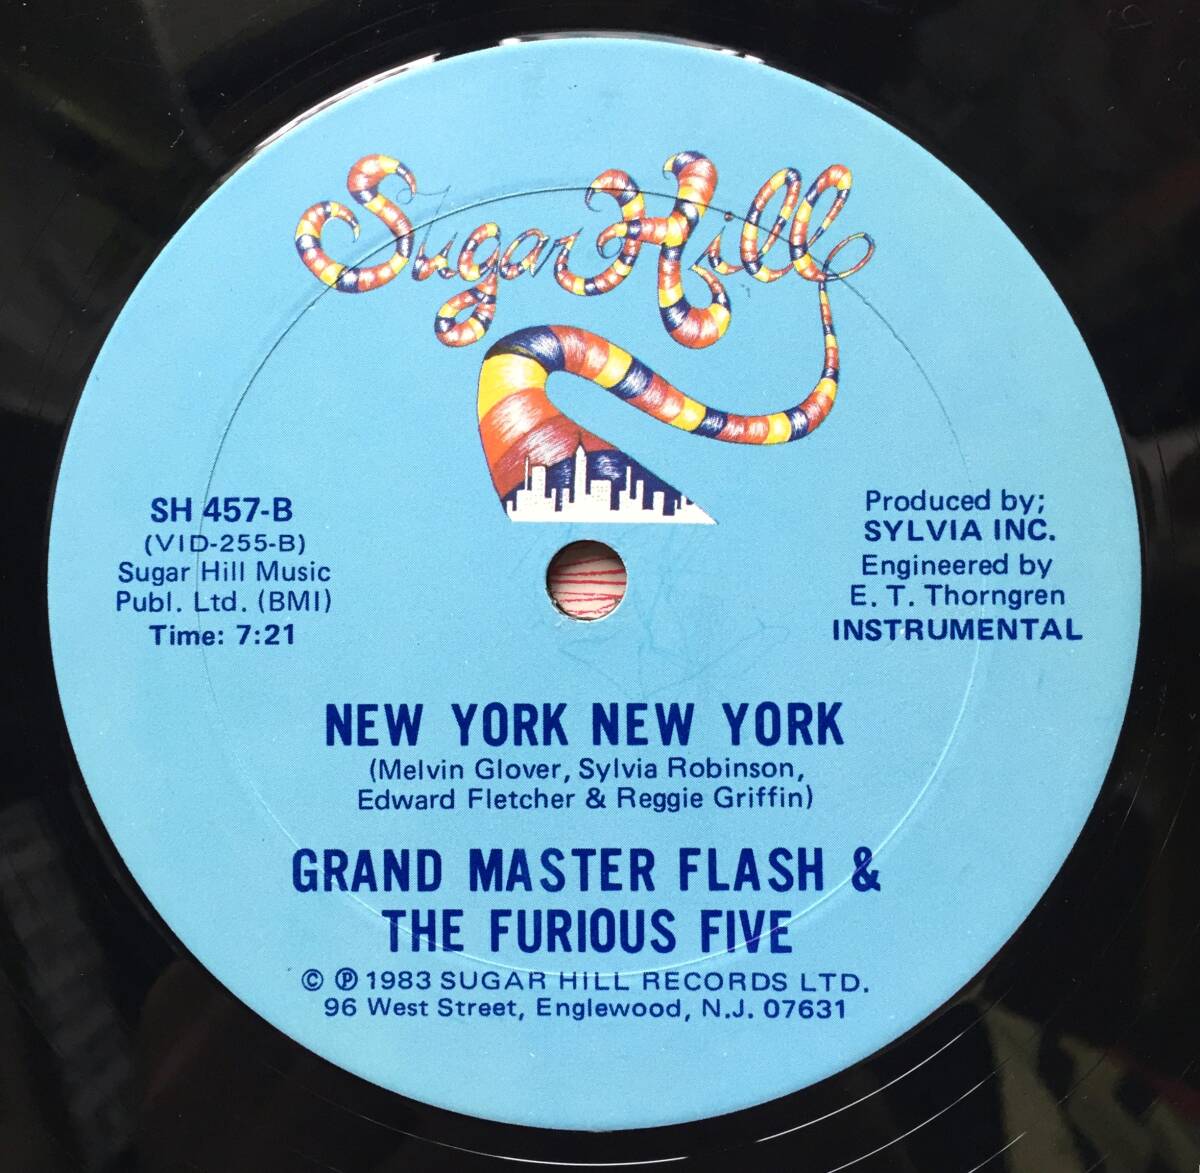 Sugar Hill
SH 457-B
(VID-255-B)
Sugar Hill Music
Publ. Ltd. (BMI)
Time: 7:21
Produced by;
SYLVIA INC.
Engineered by
E. T. Thorngren
INSTRUMENTAL
NEW YORK NEW YORK
(Melvin Glover, Sylvia Robinson,
Edward Fletcher & Reggie Griffin)
GRAND MASTER FLASH &
THE FURIOUS FIVE
© ℗ 1983 SUGAR HILL RECORDS LTD.
96 West Street, Englewood, N.J. 07631